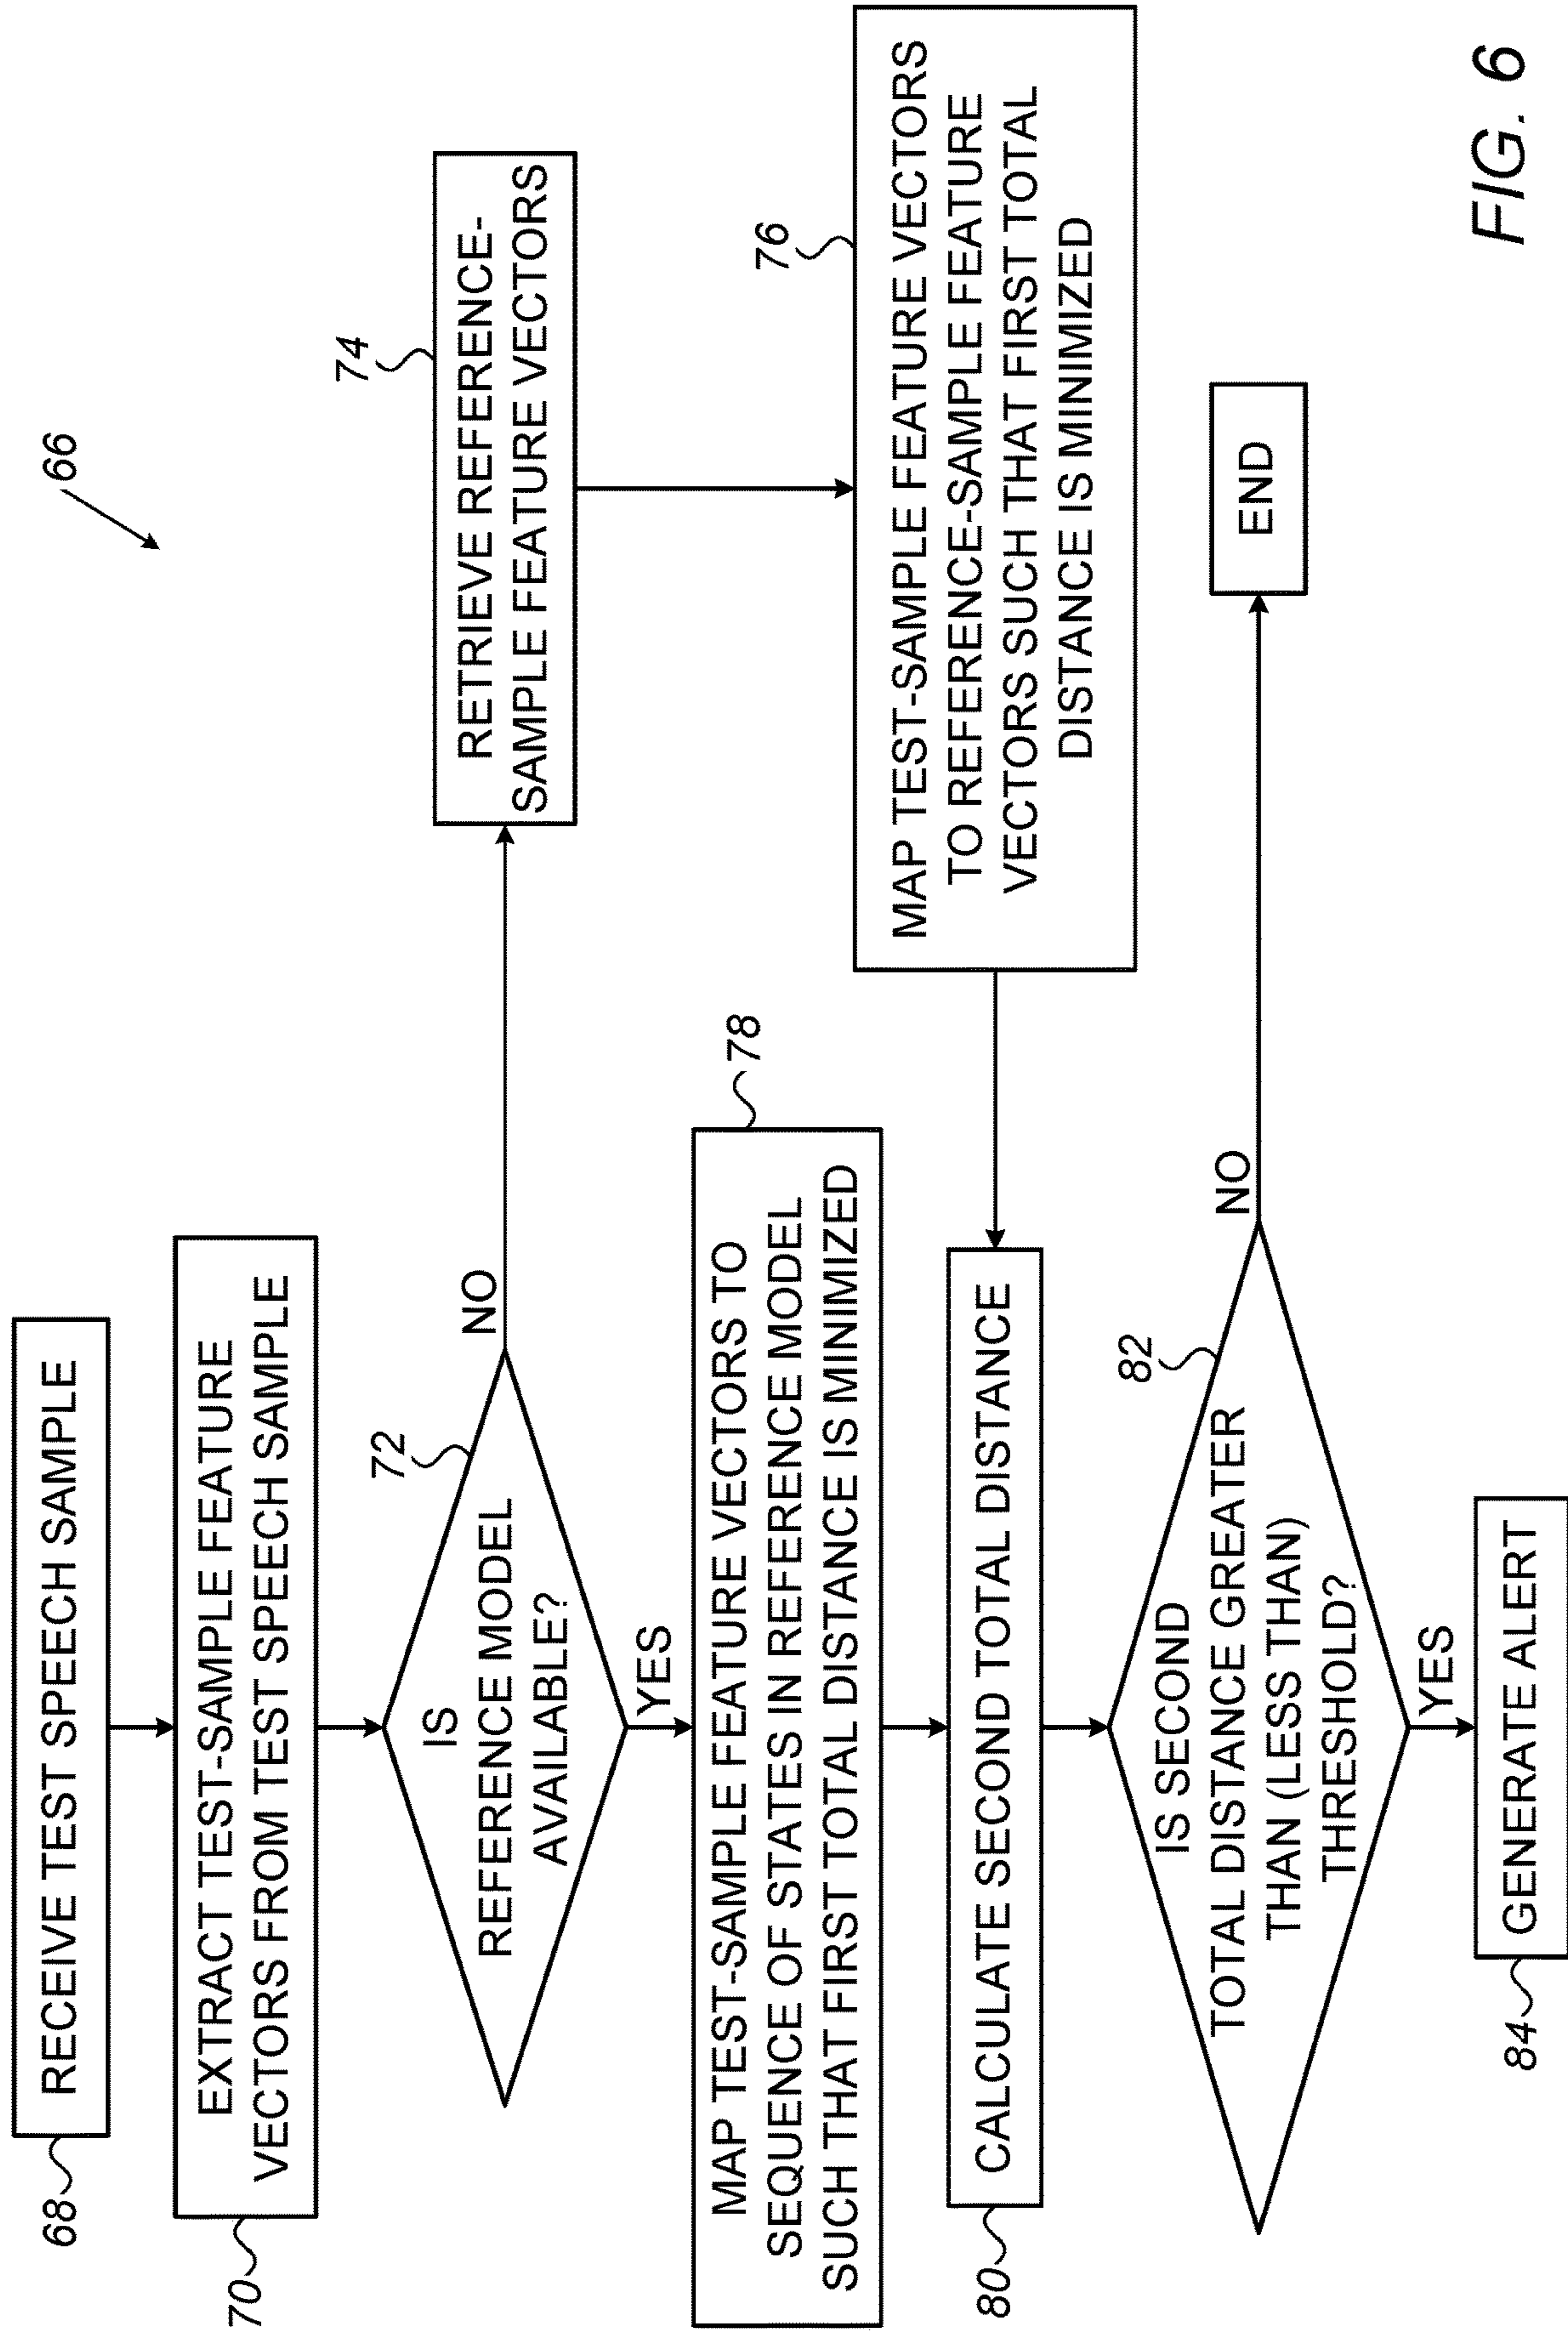 66
68
RECEIVE TEST SPEECH SAMPLE
70
EXTRACT TEST-SAMPLE FEATURE
VECTORS FROM TEST SPEECH SAMPLE
72
IS
REFERENCE MODEL
AVAILABLE?
NO
YES
74
RETRIEVE REFERENCE-
SAMPLE FEATURE VECTORS
76
MAP TEST-SAMPLE FEATURE VECTORS
TO REFERENCE-SAMPLE FEATURE
VECTORS SUCH THAT FIRST TOTAL
DISTANCE IS MINIMIZED
78
MAP TEST-SAMPLE FEATURE VECTORS TO
SEQUENCE OF STATES IN REFERENCE MODEL
SUCH THAT FIRST TOTAL DISTANCE IS MINIMIZED
80
CALCULATE SECOND TOTAL DISTANCE
82
IS SECOND
TOTAL DISTANCE GREATER
THAN (LESS THAN)
THRESHOLD?
NO
END
YES
84
GENERATE ALERT
FIG. 6